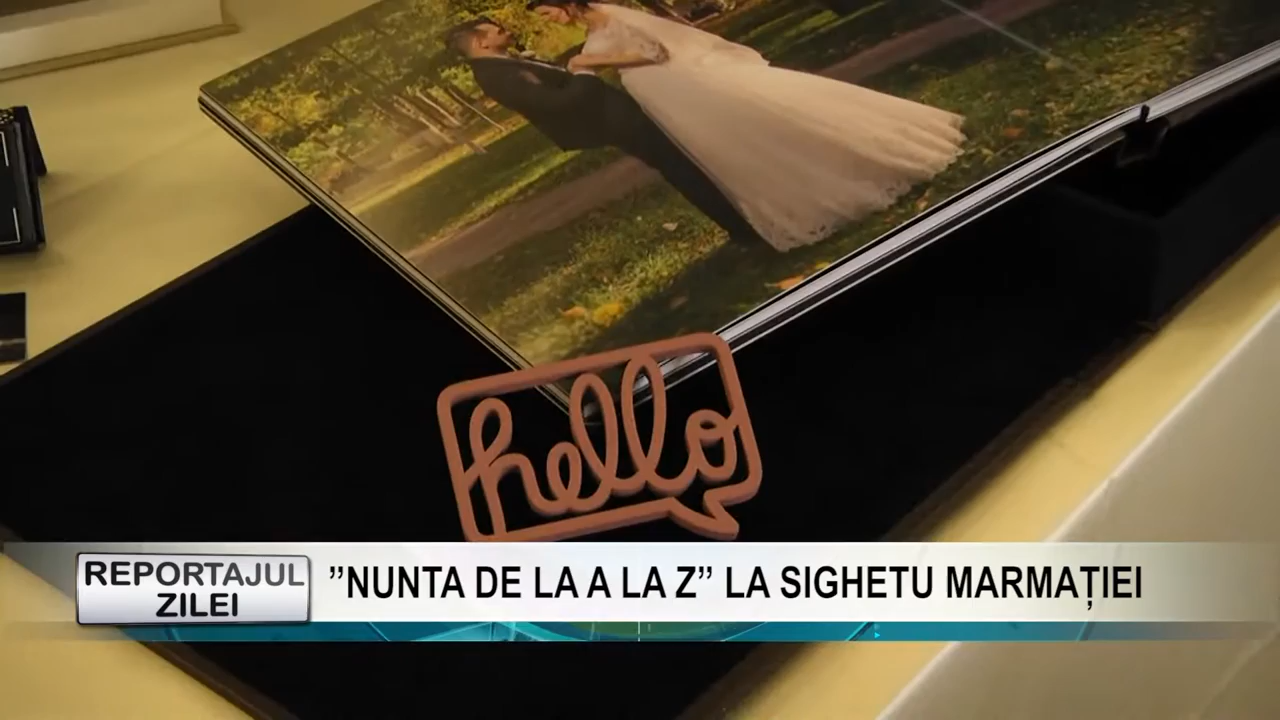 hello
REPORTAJUL
ZILEI
”NUNTA DE LA A LA Z” LA SIGHETU MARMAȚIEI